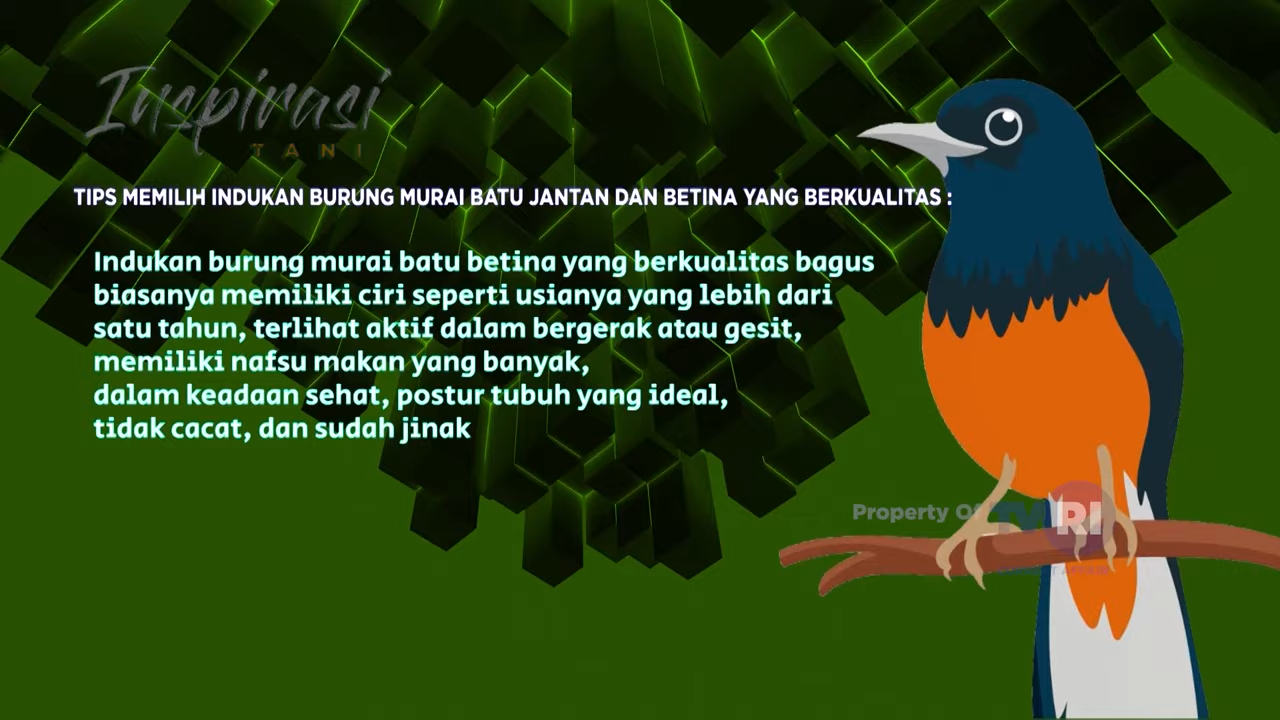 Inspirasi
TANI
TIPS MEMILIH INDUKAN BURUNG MURAI BATU JANTAN DAN BETINA YANG BERKUALITAS :
Indukan burung murai batu betina yang berkualitas bagus
biasanya memiliki ciri seperti usianya yang lebih dari
satu tahun, terlihat aktif dalam bergerak atau gesit,
memiliki nafsu makan yang banyak,
dalam keadaan sehat, postur tubuh yang ideal,
tidak cacat, dan sudah jinak
Property Of TVRI